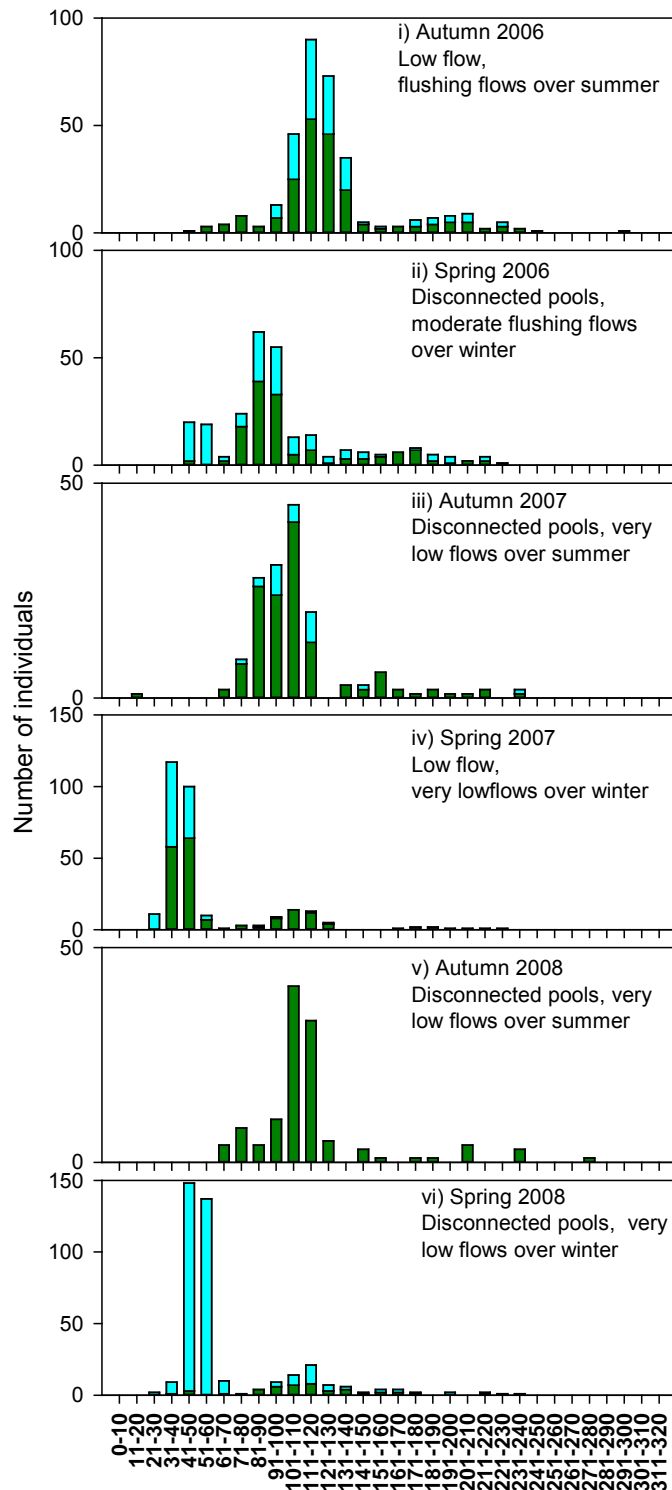 100
50
0
i) Autumn 2006
Low flow,
flushing flows over summer
100
50
0
ii) Spring 2006
Disconnected pools,
moderate flushing flows
over winter
50
0
iii) Autumn 2007
Disconnected pools, very
low flows over summer
Number of individuals
150
100
50
0
iv) Spring 2007
Low flow,
very lowflows over winter
50
0
v) Autumn 2008
Disconnected pools, very
low flows over summer
150
100
50
0
vi) Spring 2008
Disconnected pools, very
low flows over winter
0-10
11-20
21-30
31-40
41-50
51-60
61-70
71-80
81-90
91-100
101-110
111-120
121-130
131-140
141-150
151-160
161-170
171-180
181-190
191-200
201-210
211-220
221-230
231-240
241-250
251-260
261-270
271-280
281-290
291-300
301-310
311-320